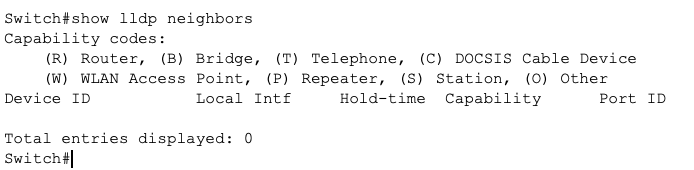 Switch#show lldp neighbors
Capability codes:
    (R) Router, (B) Bridge, (T) Telephone, (C) DOCSIS Cable Device
    (W) WLAN Access Point, (P) Repeater, (S) Station, (O) Other
Device ID           Local Intf     Hold-time  Capability      Port ID

Total entries displayed: 0
Switch#